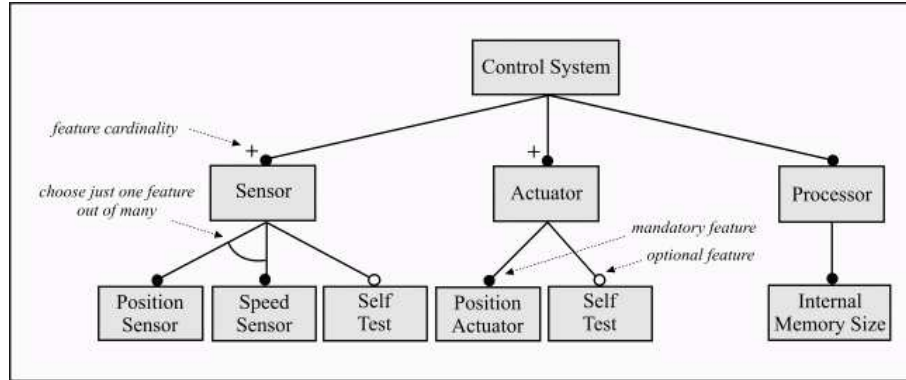 Control System
feature cardinality
+
+
Sensor
Actuator
Processor
choose just one feature
out of many
mandatory feature
optional feature
Position
Sensor
Speed
Sensor
Self
Test
Position
Actuator
Self
Test
Internal
Memory Size